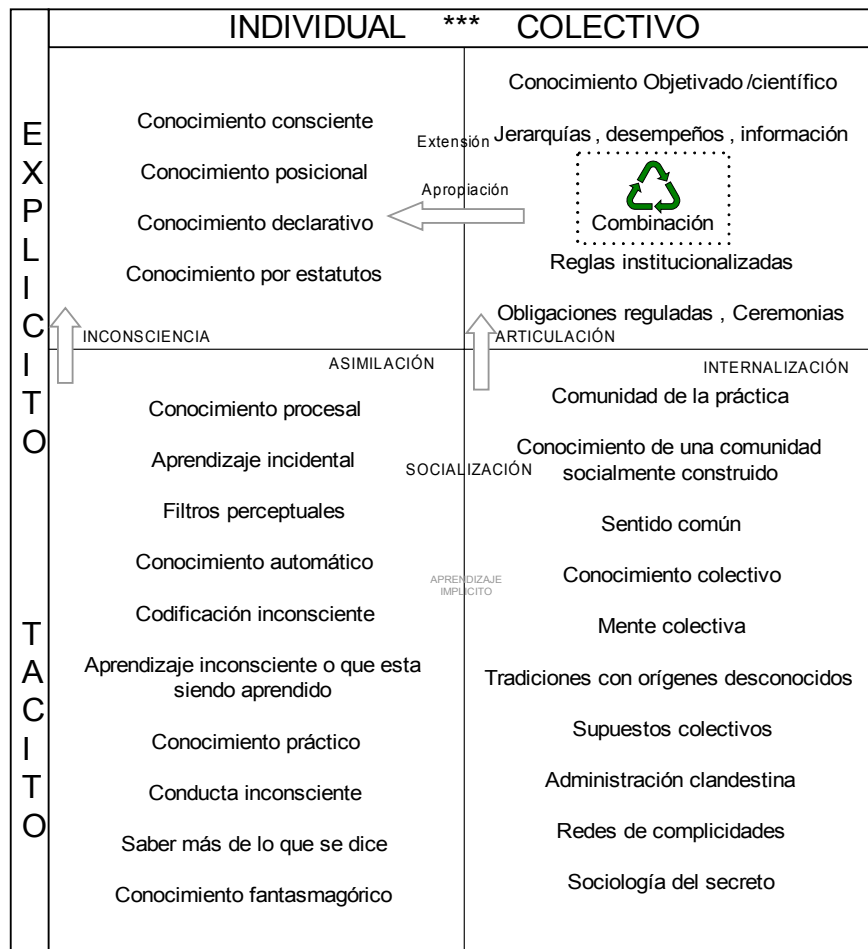 INDIVIDUAL *** COLECTIVO
EXPLICITO
Conocimiento consciente
Conocimiento posicional
Conocimiento declarativo
Conocimiento por estatutos
Extensión
Apropiación
Conocimiento Objetivado/científico
Jerarquías, desempeños, información
Combinación
Reglas institucionalizadas
Obligaciones reguladas, Ceremonias
INCONSCIENCIA
ARTICULACIÓN
ASIMILACIÓN
INTERNALIZACIÓN
TACITO
Conocimiento procesal
Aprendizaje incidental
Filtros perceptuales
Conocimiento automático
Codificación inconsciente
Aprendizaje inconsciente o que esta
siendo aprendido
Conocimiento práctico
Conducta inconsciente
Saber más de lo que se dice
Conocimiento fantasmagórico
SOCIALIZACIÓN
APRENDIZAJE
IMPLICITO
Comunidad de la práctica
Conocimiento de una comunidad
socialmente construido
Sentido común
Conocimiento colectivo
Mente colectiva
Tradiciones con orígenes desconocidos
Supuestos colectivos
Administración clandestina
Redes de complicidades
Sociología del secreto